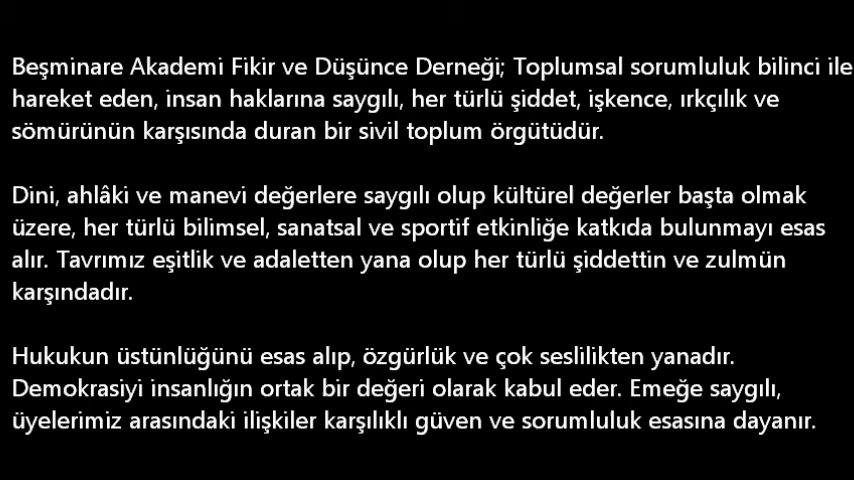 Beşminare Akademi Fikir ve Düşünce Derneği; Toplumsal sorumluluk bilinci ile
hareket eden, insan haklarına saygılı, her türlü şiddet, işkence, ırkçılık ve
sömürünün karşısında duran bir sivil toplum örgütüdür.
Dini, ahlâki ve manevi değerlere saygılı olup kültürel değerler başta olmak
üzere, her türlü bilimsel, sanatsal ve sportif etkinliğe katkıda bulunmayı esas
alır. Tavrımız eşitlik ve adaletten yana olup her türlü şiddettin ve zulmün
karşındadır.
Hukukun üstünlüğünü esas alıp, özgürlük ve çok seslilikten yanadır.
Demokrasiyi insanlığın ortak bir değeri olarak kabul eder. Emeğe saygılı,
üyelerimiz arasındaki ilişkiler karşılıklı güven ve sorumluluk esasına dayanır.